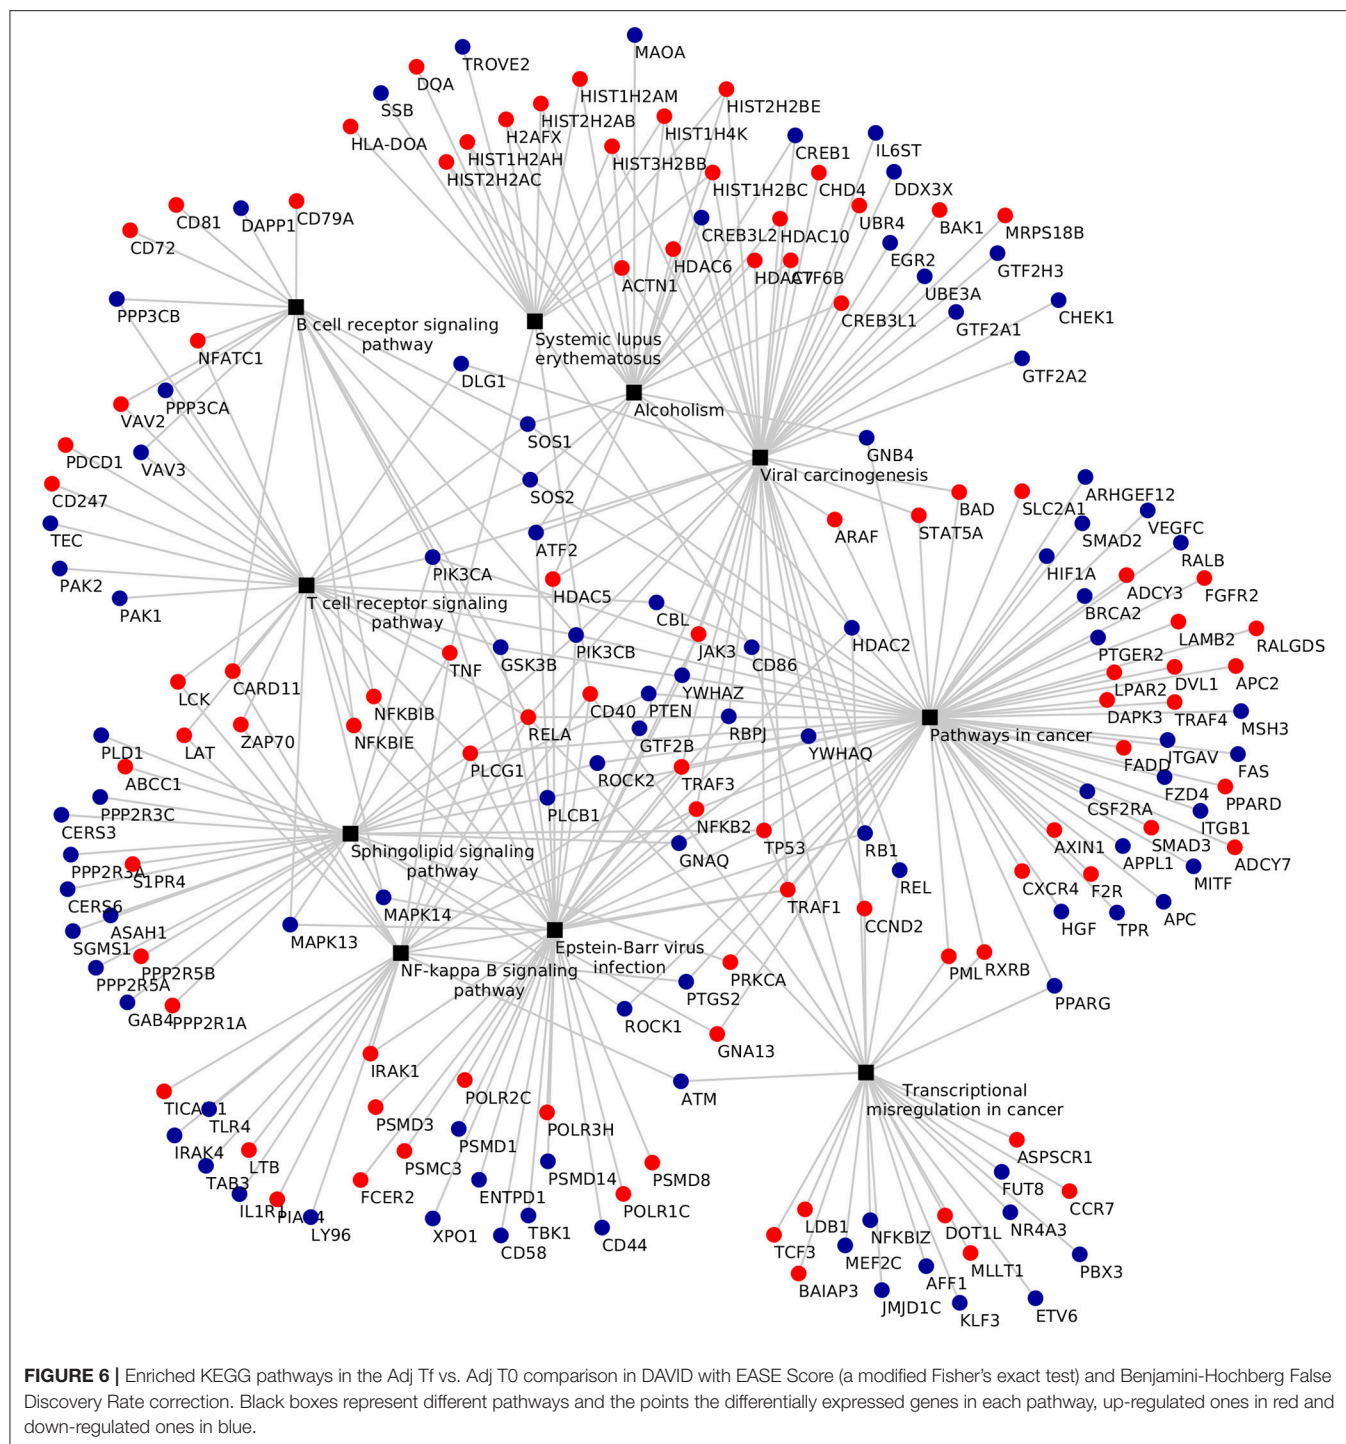 MAOA
TROVE2
DQA
SSB
HIST1H2AM
HIST2H2BE
HIST2H2AB
H2AFX
HIST1H4K
HLA-DOA
HIST1H2AH
HIST3H2BB
CREB1
IL6ST
HIST2H2AC
HIST1H2BC
CHD4
DDX3X
CD81
DAPP1
CD79A
CD72
CREB3L2
HDAC10
UBR4
BAK1
MRPS18B
HDAC6
EGR2
GTF2H3
ACTN1
HDAC7
ATF6B
UBE3A
PPP3CB
CREB3L1
GTF2A1
CHEK1
B cell receptor signaling
pathway
Systemic lupus
erythematosus
NFATC1
DLG1
GTF2A2
PPP3CA
Alcoholism
VAV2
SOS1
GNB4
PDCD1
VAV3
Viral carcinogenesis
CD247
SOS2
BAD
SLC2A1
ARHGEF12
TEC
ATF2
ARAF
STAT5A
VEGFC
SMAD2
PIK3CA
RALB
PAK2
HDAC5
HIF1A
ADCY3
FGFR2
PAK1
T cell receptor signaling
pathway
CBL
BRCA2
HDAC2
LAMB2
RALGDS
PIK3CB
JAK3
CD86
PTGER2
TNF
GSK3B
YWHAZ
LPAR2
DVL1
APC2
LCK
CARD11
NFKBIB
CD40
PTEN
DAPK3
TRAF4
MSH3
LAT
ZAP70
NFKBIE
RELA
GTF2B
RBPJ
YWHAQ
Pathways in cancer
PLD1
ABCC1
PLCG1
ROCK2
TRAF3
FADD
ITGAV
FAS
FZD4
PPARD
PPP2R3C
PLCB1
NFKB2
CSF2RA
ITGB1
CERS3
Sphingolipid signaling
pathway
GNAQ
TP53
RB1
AXIN1
SMAD3
APPL1
ADCY7
PPP2R3A
S1PR4
REL
CXCR4
F2R
MITF
CERS6
MAPK14
TRAF1
CCND2
HGF
TPR
APC
ASAH1
SGMS1
MAPK13
Epstein-Barr virus
infection
NF-kappa B signaling
pathway
PPP2R5B
PPP2R5A
PRKCA
PML
RXRB
PTGS2
PPARG
GAB4
PPP2R1A
ROCK1
GNA13
IRAK1
ATM
Transcriptional
misregulation in cancer
POLR2C
TLR4
PSMD3
POLR3H
IRAK4
PSMD1
LTB
PSMC3
ASPSCR1
TAB3
FCER2
ENTPD1
PSMD14
PSMD8
FUT8
CCR7
LY96
XPO1
TBK1
POLR1C
LDB1
NFKBIZ
DOT1L
NR4A3
CD58
CD44
TCF3
MEF2C
MLLT1
PBX3
BAIAP3
AFF1
JMJD1C
KLF3
ETV6
FIGURE 6 | Enriched KEGG pathways in the Adj Tf vs. Adj T0 comparison in DAVID with EASE Score (a modified Fisher's exact test) and Benjamini-Hochberg False
Discovery Rate correction. Black boxes represent different pathways and the points the differentially expressed genes in each pathway, up-regulated ones in red and
down-regulated ones in blue.